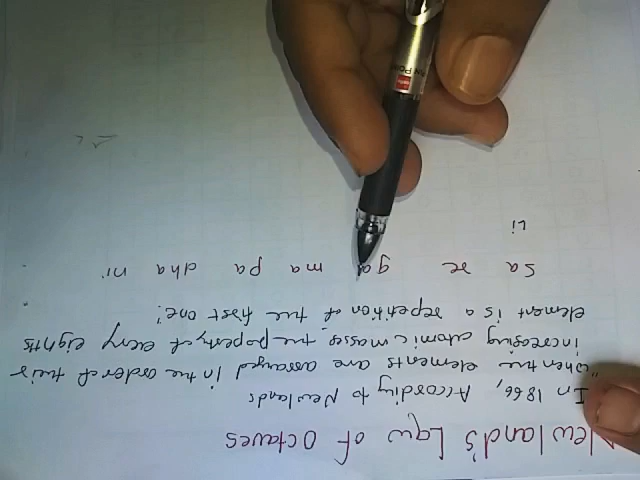 Newland's Law of Octaves
In 1866, According to Newlands
"when the elements are arranged in the order of their
increasing atomic masses the property of every eights
element is a repetition of the first one".
Sa re ga ma pa dha ni
Li